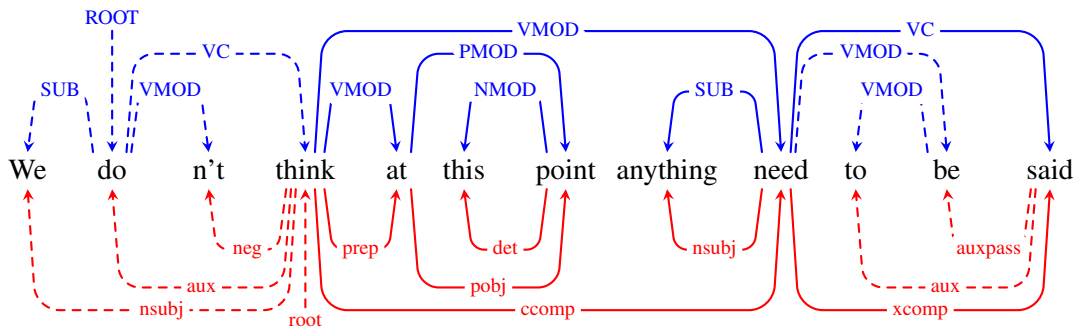 ROOT
VMOD
VC
VC
PMOD
VMOD
SUB
VMOD
VMOD
NMOD
SUB
VMOD
We do n't think at this point anything need to be said
neg
prep
det
nsubj
auxpass
aux
pobj
aux
nsubj
root
ccomp
xcomp